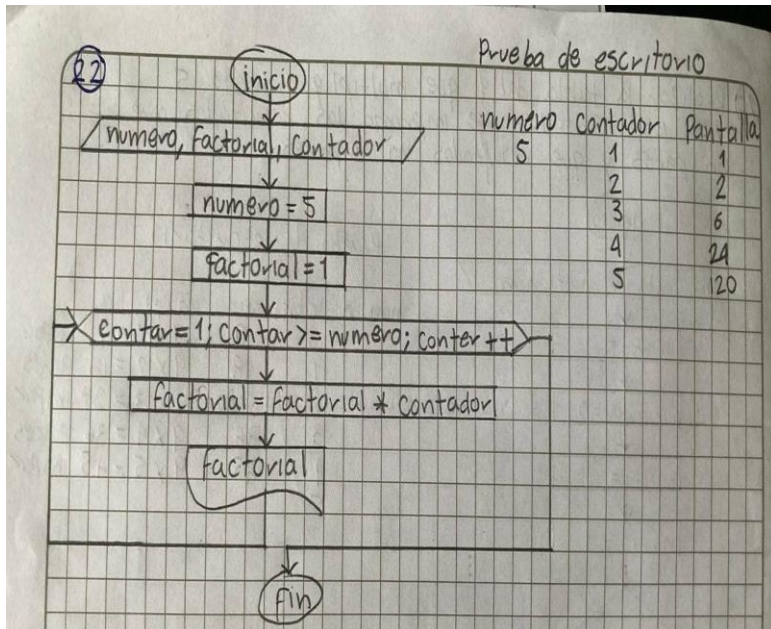 22
inicio
numero, factorial, contador
numero = 5
factorial = 1
contar = 1; contar >= numero; conter ++
factorial = factorial * contador
factorial
fin
Prueba de escritorio
numero contador Pantalla
5 1 1
2 2
3 6
4 24
5 120